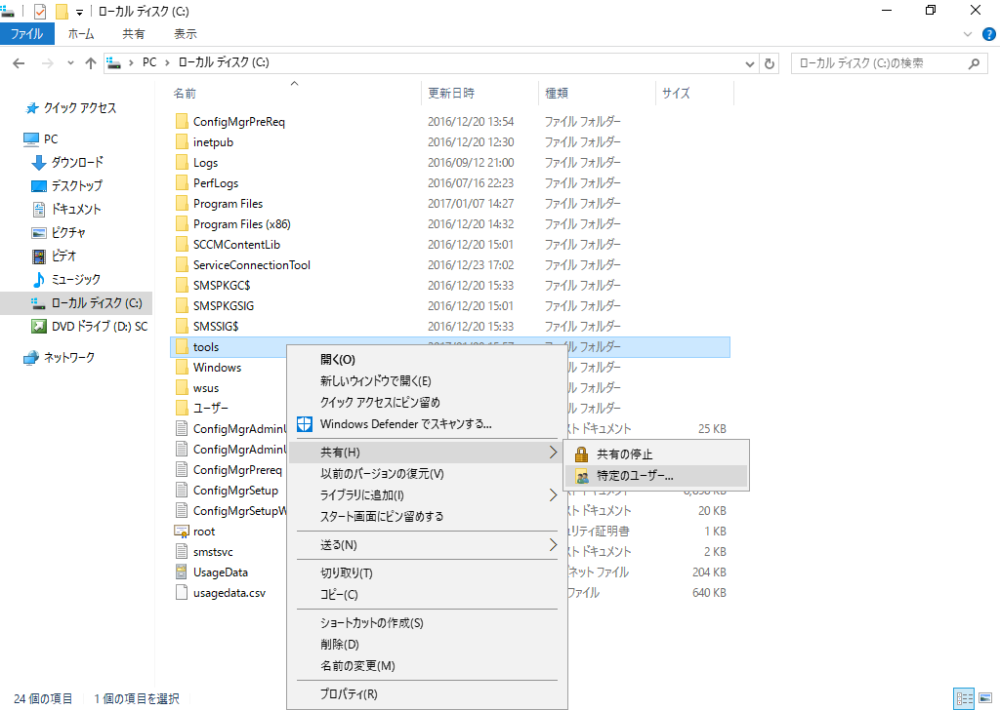 ローカル ディスク (C:)
ファイル ホーム 共有 表示
PC ローカル ディスク (C:) ローカル ディスク (C:)の検索
クイック アクセス
PC
ダウンロード
デスクトップ
ドキュメント
ピクチャ
ビデオ
ミュージック
ローカル ディスク (C:)
DVD ドライブ (D:) SC
ネットワーク
名前 更新日時 種類 サイズ
ConfigMgrPreReq 2016/12/20 13:54 ファイル フォルダー
inetpub 2016/12/20 12:30 ファイル フォルダー
Logs 2016/09/12 21:00 ファイル フォルダー
PerfLogs 2016/07/16 22:23 ファイル フォルダー
Program Files 2017/01/07 14:27 ファイル フォルダー
Program Files (x86) 2016/12/20 14:32 ファイル フォルダー
SCCMContentLib 2016/12/20 15:01 ファイル フォルダー
ServiceConnectionTool 2016/12/23 17:02 ファイル フォルダー
SMSPKGC$ 2016/12/20 15:33 ファイル フォルダー
SMSPKGSIG 2016/12/20 15:01 ファイル フォルダー
SMSSIG$ 2016/12/20 15:33 ファイル フォルダー
tools ル フォルダー
Windows ル フォルダー
wsus ル フォルダー
ユーザー ル フォルダー
ConfigMgrAdminU スト ドキュメント 25 KB
ConfigMgrAdminU
ConfigMgrPrereq
ConfigMgrSetup
ConfigMgrSetupW スト ドキュメント 20 KB
root ュリティ証明書 1 KB
smstsvc スト ドキュメント 2 KB
UsageData ネット ファイル 204 KB
usagedata.csv ファイル 640 KB
開く(O)
新しいウィンドウで開く(E)
クイック アクセスにピン留め
Windows Defender でスキャンする...
共有(H)
以前のバージョンの復元(V)
ライブラリに追加(I)
スタート画面にピン留めする
送る(N)
切り取り(T)
コピー(C)
ショートカットの作成(S)
削除(D)
名前の変更(M)
プロパティ(R)
共有の停止
特定のユーザー...
24 個の項目 1 個の項目を選択